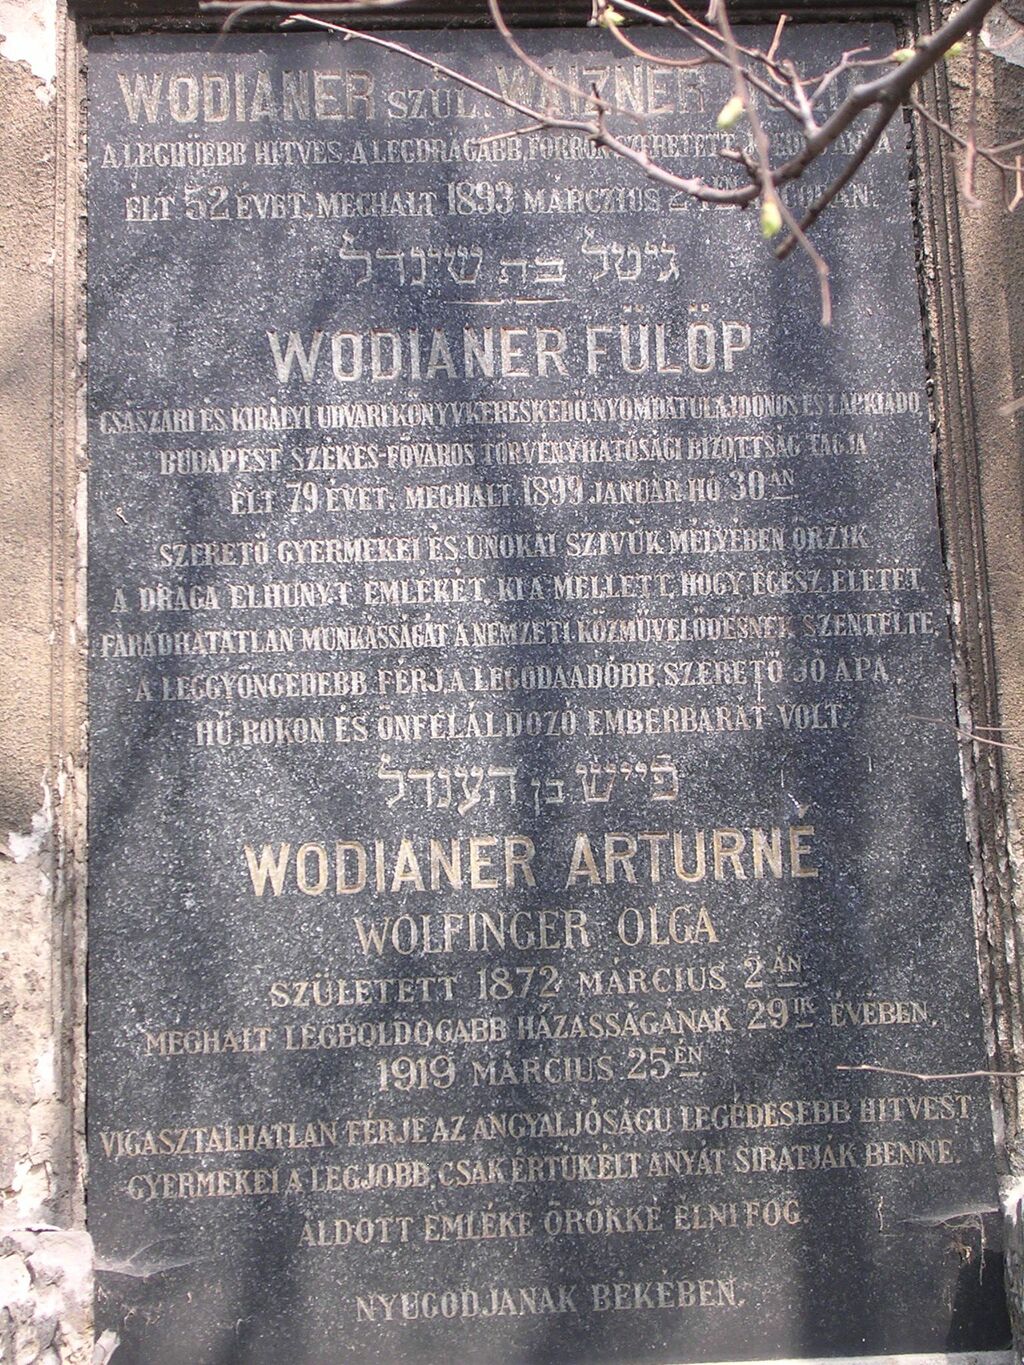 WODIANER SZÜL. WAIZNER
A LEGHŰEBB HITVES, A LEGDRÁGÁBB, FORRÓN SZERETETT, JÓ
ÉLT 52 ÉVET, MEGHALT 1893 MÁRCZIUS
גיטל בת שינדל
WODIANER FÜLÖP
CSÁSZÁRI ÉS KIRÁLYI UDVARI KÖNYVKERESKEDŐ, NYOMDATULAJDONOS ÉS LAPKIADÓ,
BUDAPEST SZÉKES-FŐVÁROS TÖRVÉNYHATÓSÁGI BIZOTTSÁG TAGJA
ÉLT 79 ÉVET, MEGHALT 1899 JANUÁR HÓ 30ÁN
SZERETŐ GYERMEKEI ÉS UNOKÁI SZIVÜK MÉLYÉBEN ŐRZIK
A DRÁGA ELHUNYT EMLÉKÉT, KI A MELLETT, HOGY EGÉSZ ÉLETÉT
FÁRADHATATLAN MUNKÁSSÁGÁT A NEMZETI KÖZMŰVELŐDÉSNEK SZENTELTE,
A LEGGYÖNGÉDEBB FÉRJ, A LEGODAADÓBB, SZERETŐ JÓ APA,
HŰ ROKON ÉS ÖNFELÁLDOZÓ EMBERBARÁT VOLT.
פייש בן הענדל
WODIANER ARTURNÉ
WOLFINGER OLGA
SZÜLETETT 1872 MÁRCIUS 2ÁN
MEGHALT LEGBOLDOGABB HÁZASSÁGÁNAK 29IK ÉVÉBEN,
1919 MÁRCIUS 25ÉN
VIGASZTALHATLAN FÉRJE AZ ANGYALJÓSÁGU LEGÉDESEBB HITVEST
GYERMEKEI A LEGJOBB, CSAK ÉRTÜK ÉLT ANYÁT SIRATJÁK BENNE.
ÁLDOTT EMLÉKE ÖRÖKKÉ ÉLNI FOG.
NYUGODJANAK BÉKÉBEN.